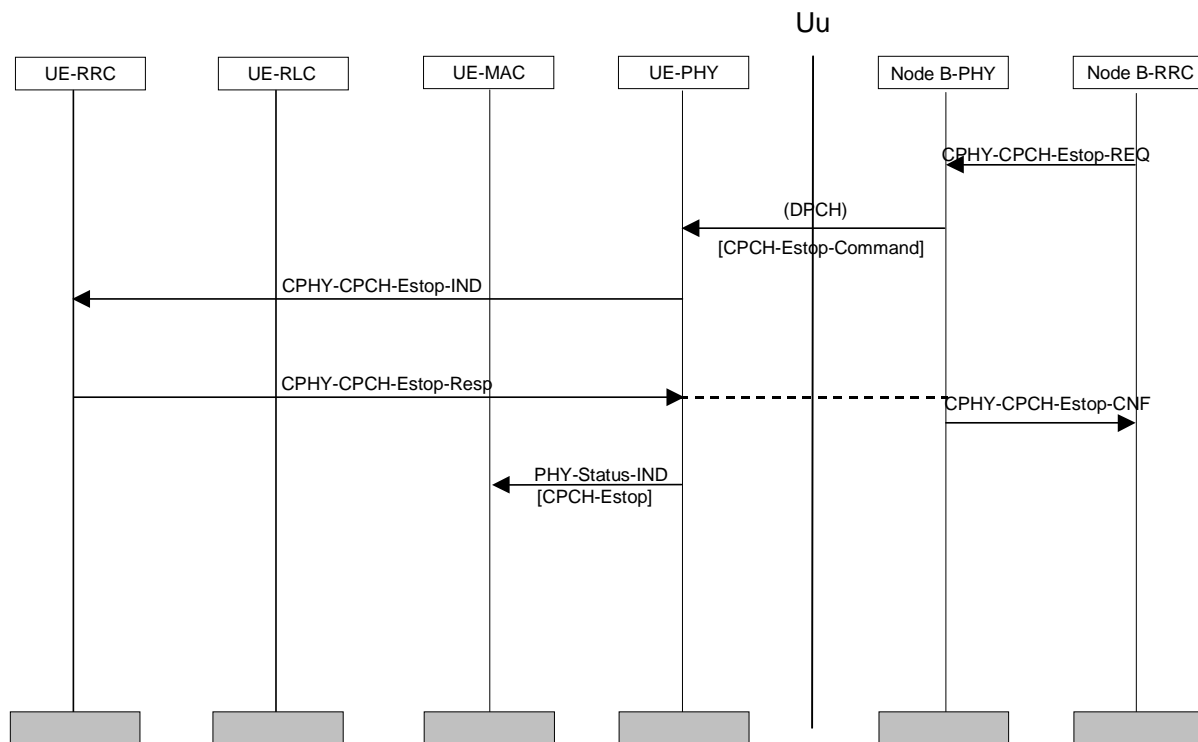 Uu
UE-RRC
UE-RLC
UE-MAC
UE-PHY
Node B-PHY
Node B-RRC
CPHY-CPCH-Estop-REQ
(DPCH)
[CPCH-Estop-Command]
CPHY-CPCH-Estop-IND
CPHY-CPCH-Estop-Resp
CPHY-CPCH-Estop-CNF
PHY-Status-IND
[CPCH-Estop]